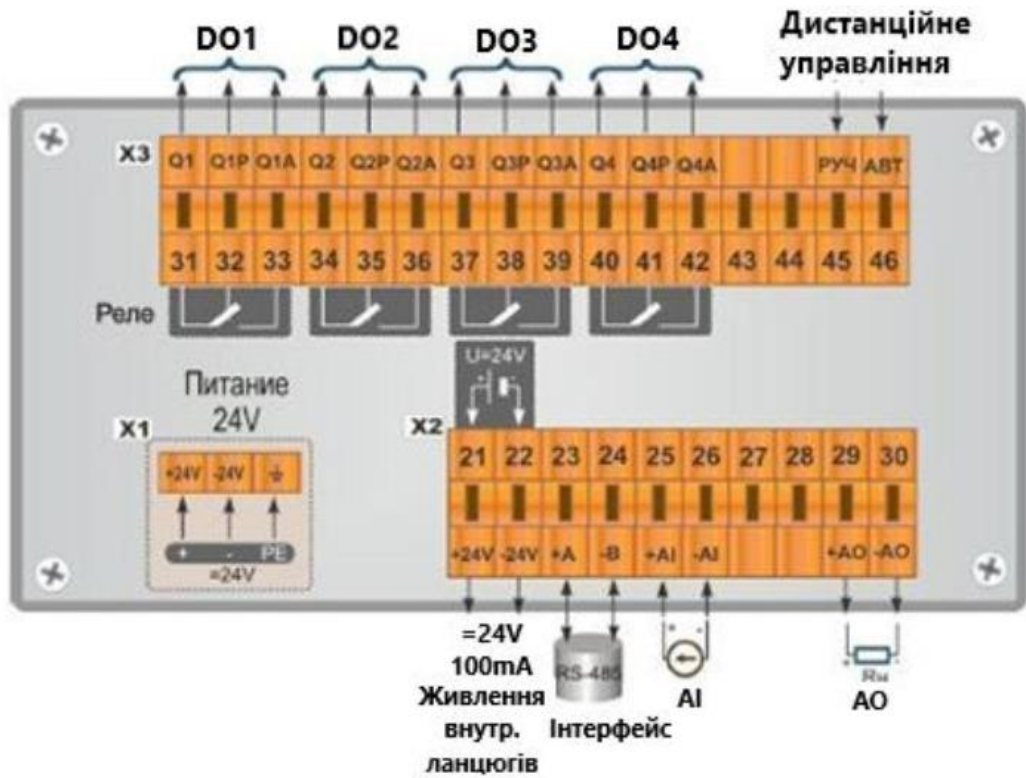 DO1 DO2 DO3 DO4 Дистанційне
управління
X3 Q1 Q1P Q1A Q2 Q2P Q2A Q3 Q3P Q3A Q4 Q4P Q4A РУЧ АВТ
31 32 33 34 35 36 37 38 39 40 41 42 43 44 45 46
Реле
U=24V
+ -
Питание
24V
X1
+24V -24V
+ - PE
=24V
X2
21 22 23 24 25 26 27 28 29 30
+24V -24V +A -B +AI -AI +AO -AO
=24V
100mA
Живлення
внутр.
ланцюгів
RS-485
Інтерфейс
+ -
AI
+ -
Rн
AO